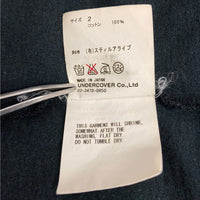 サイズ 2
コットン 100%
(有)スティルアライブ
MADE IN JAPAN
UNDERCOVER Co.,Ltd
THIS GARMENT WILL SHRINK,
SOMEWHAT AFTER THE
WASHING. FLAT DRY.
DO NOT TUMBLE DRY.